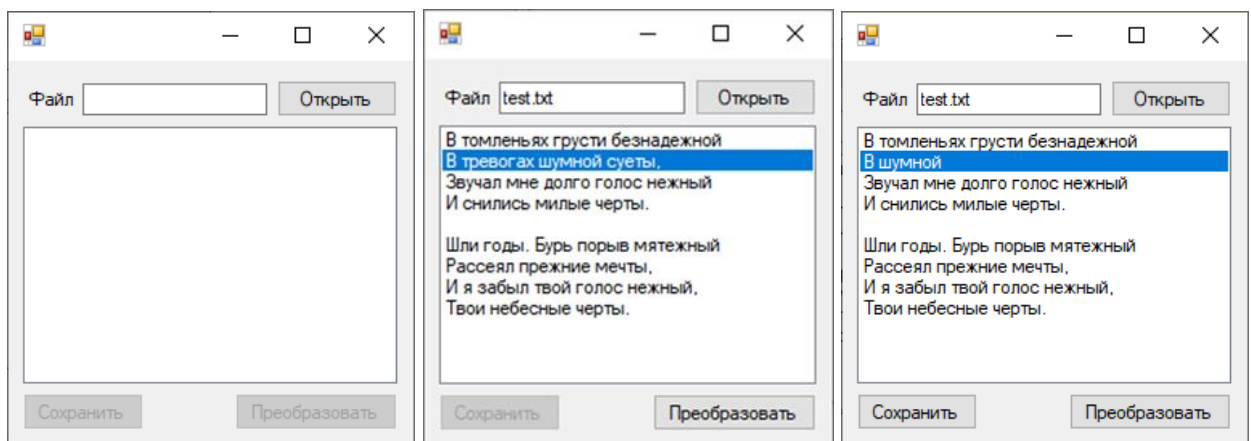 Файл Открыть
Сохранить Преобразовать
Файл test.txt Открыть
В томленьях грусти безнадежной
В тревогах шумной суеты,
Звучал мне долго голос нежный
И снились милые черты.
Шли годы. Бурь порыв мятежный
Рассеял прежние мечты,
И я забыл твой голос нежный,
Твои небесные черты.
Сохранить Преобразовать
Файл test.txt Открыть
В томленьях грусти безнадежной
В шумной
Звучал мне долго голос нежный
И снились милые черты.
Шли годы. Бурь порыв мятежный
Рассеял прежние мечты,
И я забыл твой голос нежный,
Твои небесные черты.
Сохранить Преобразовать